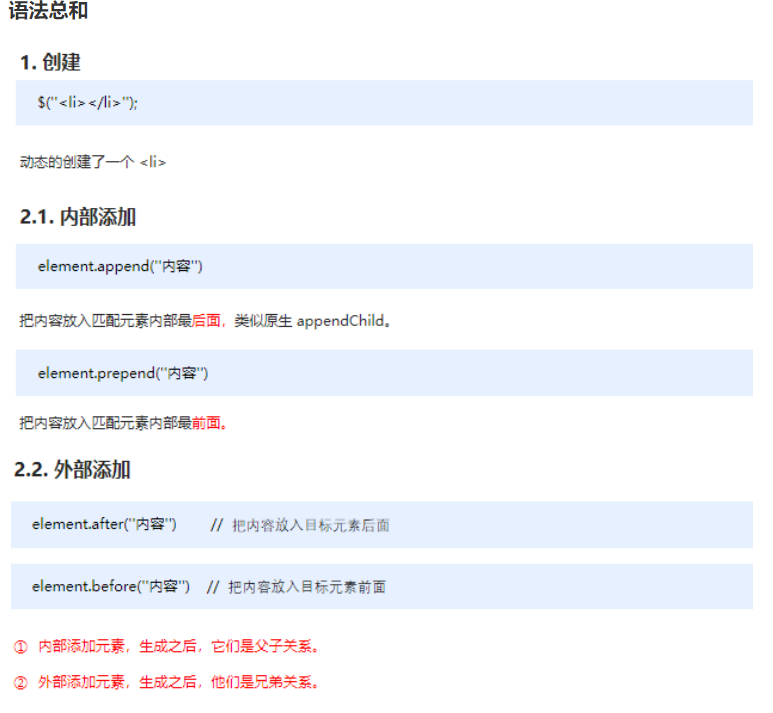 语法总和
1. 创建
$("<li></li>");
动态的创建了一个 <li>
2.1. 内部添加
element.append("内容")
把内容放入匹配元素内部最后面，类似原生 appendChild。
element.prepend("内容")
把内容放入匹配元素内部最前面。
2.2. 外部添加
element.after("内容") // 把内容放入目标元素后面
element.before("内容") // 把内容放入目标元素前面
① 内部添加元素，生成之后，它们是父子关系。
② 外部添加元素，生成之后，他们是兄弟关系。